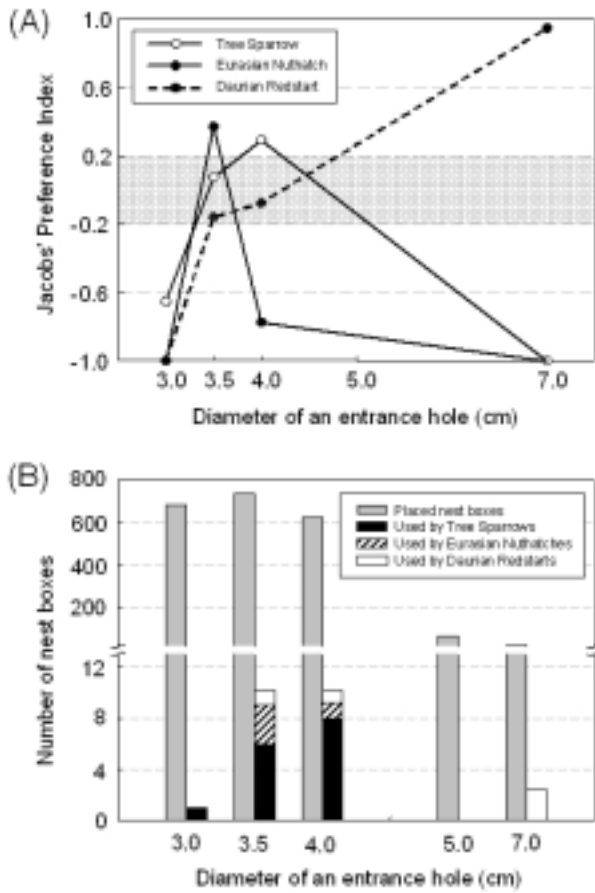 (A)
1.0
0.6
0.2
-0.2
-0.6
-1.0
Jacobs' Preference Index
Tree Sparrow
Eurasian Nuthatch
Daurian Redstart
3.0 3.5 4.0 5.0 7.0
Diameter of an entrance hole (cm)
(B)
800
600
400
200
12
8
4
0
Number of nest boxes
Placed nest boxes
Used by Tree Sparrows
Used by Eurasian Nuthatches
Used by Daurian Redstarts
3.0 3.5 4.0 5.0 7.0
Diameter of an entrance hole (cm)